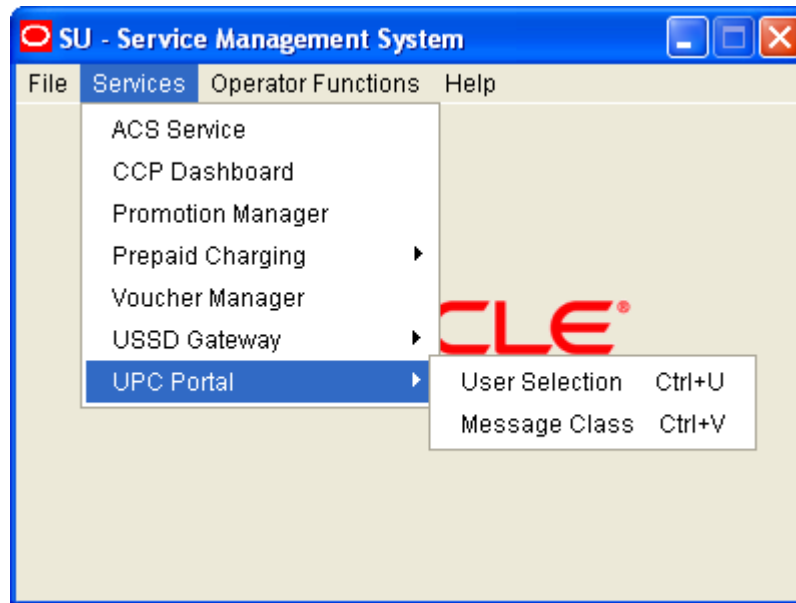 SU - Service Management System
File Services Operator Functions Help
ACS Service
CCP Dashboard
Promotion Manager
Prepaid Charging
Voucher Manager
USSD Gateway
CLE®
UPC Portal
User Selection Ctrl+U
Message Class Ctrl+V